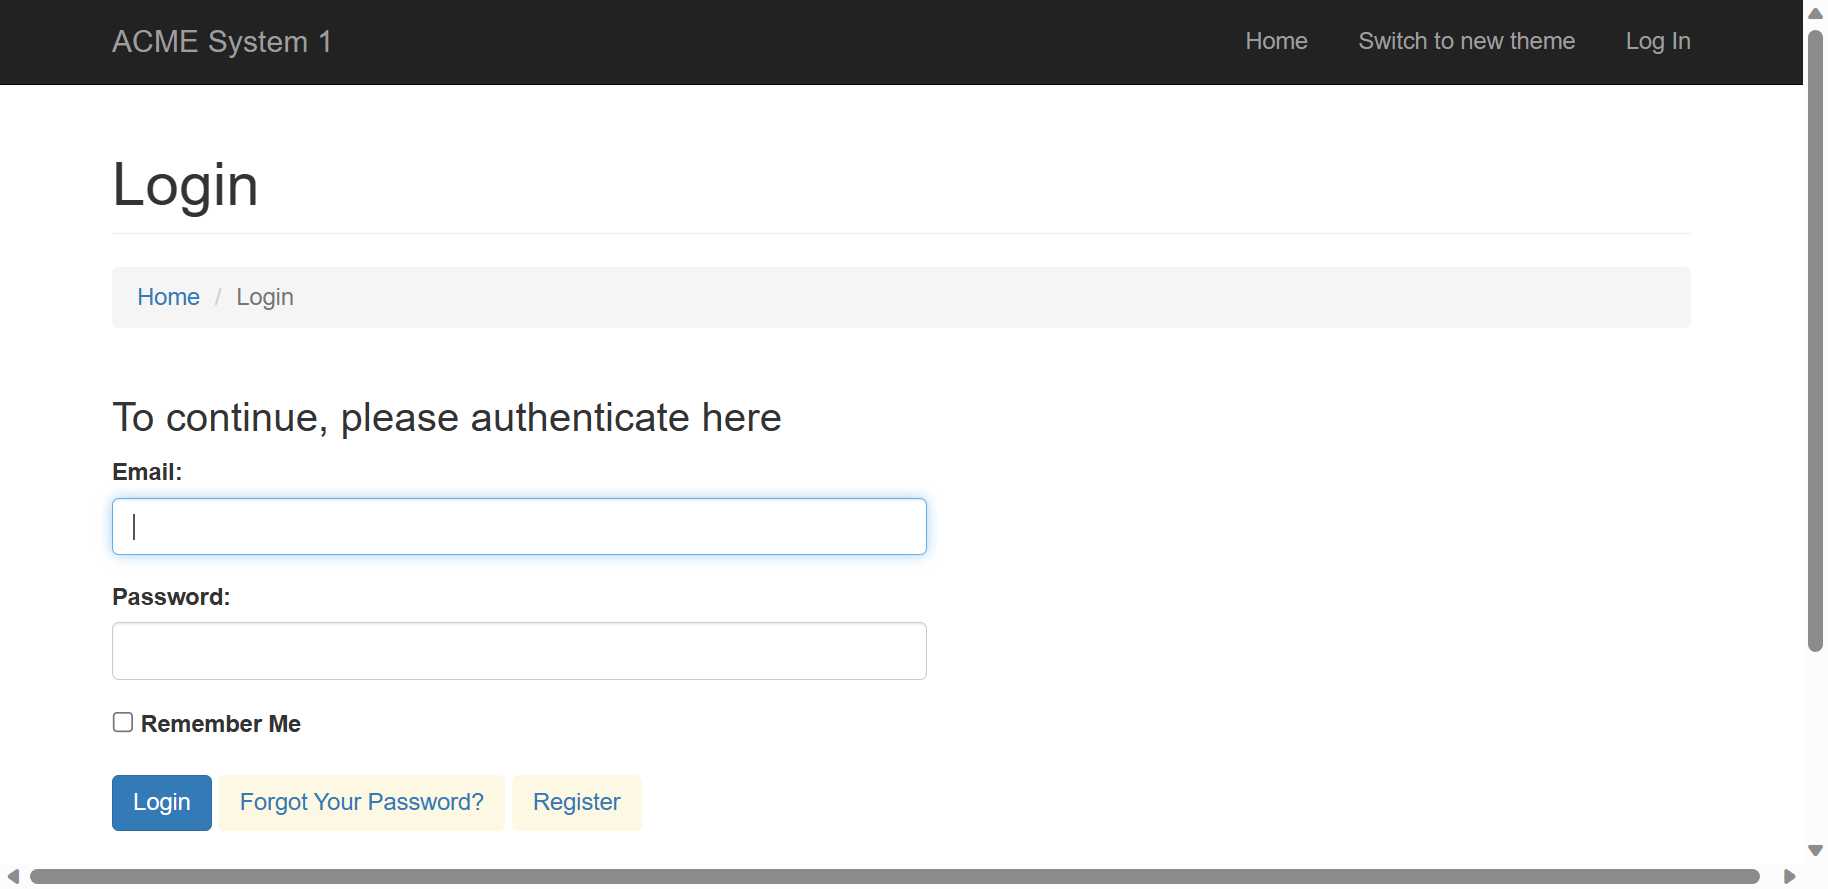 ACME System 1
Home
Switch to new theme
Log In
Login
Home / Login
To continue, please authenticate here
Email:
Password:
Remember Me
Login
Forgot Your Password?
Register